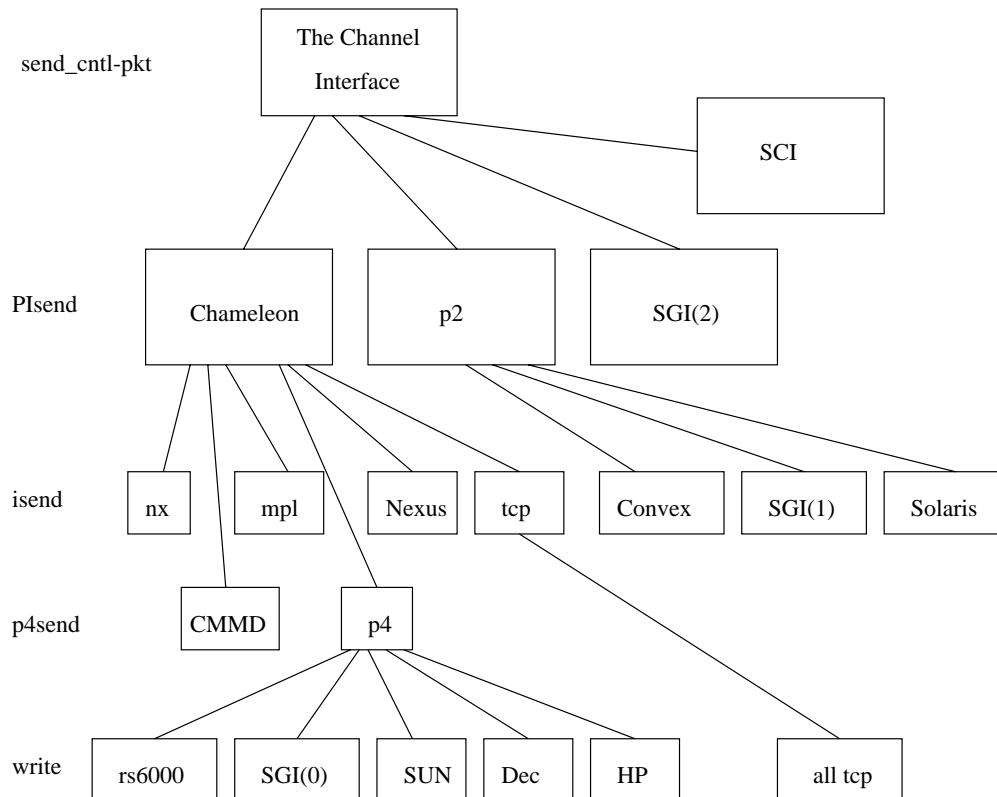 send_cntl-pkt
The Channel
Interface
SCI
PIsend
Chameleon
p2
SGI(2)
isend
nx
mpl
Nexus
tcp
Convex
SGI(1)
Solaris
p4send
CMMD
p4
write
rs6000
SGI(0)
SUN
Dec
HP
all tcp